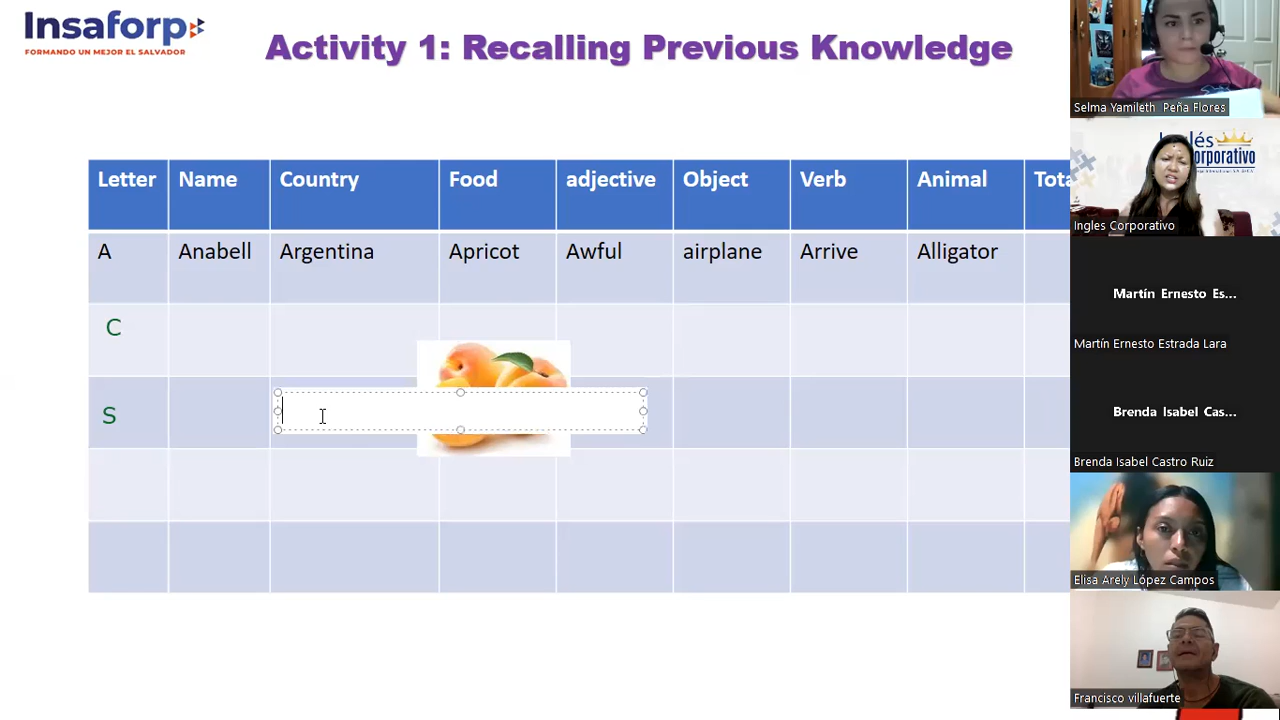 Insaforp
FORMANDO UN MEJOR EL SALVADOR
Activity 1: Recalling Previous Knowledge
Letter Name Country Food adjective Object Verb Animal Tota
A Anabell Argentina Apricot Awful airplane Arrive Alligator
C
S
Selma Yamileth Peña Flores
Inglés
orporativo
Ingles Corporativo
Martín Ernesto Es...
Martín Ernesto Estrada Lara
Brenda Isabel Cas...
Brenda Isabel Castro Ruiz
Elisa Arely López Campos
Francisco villafuerte